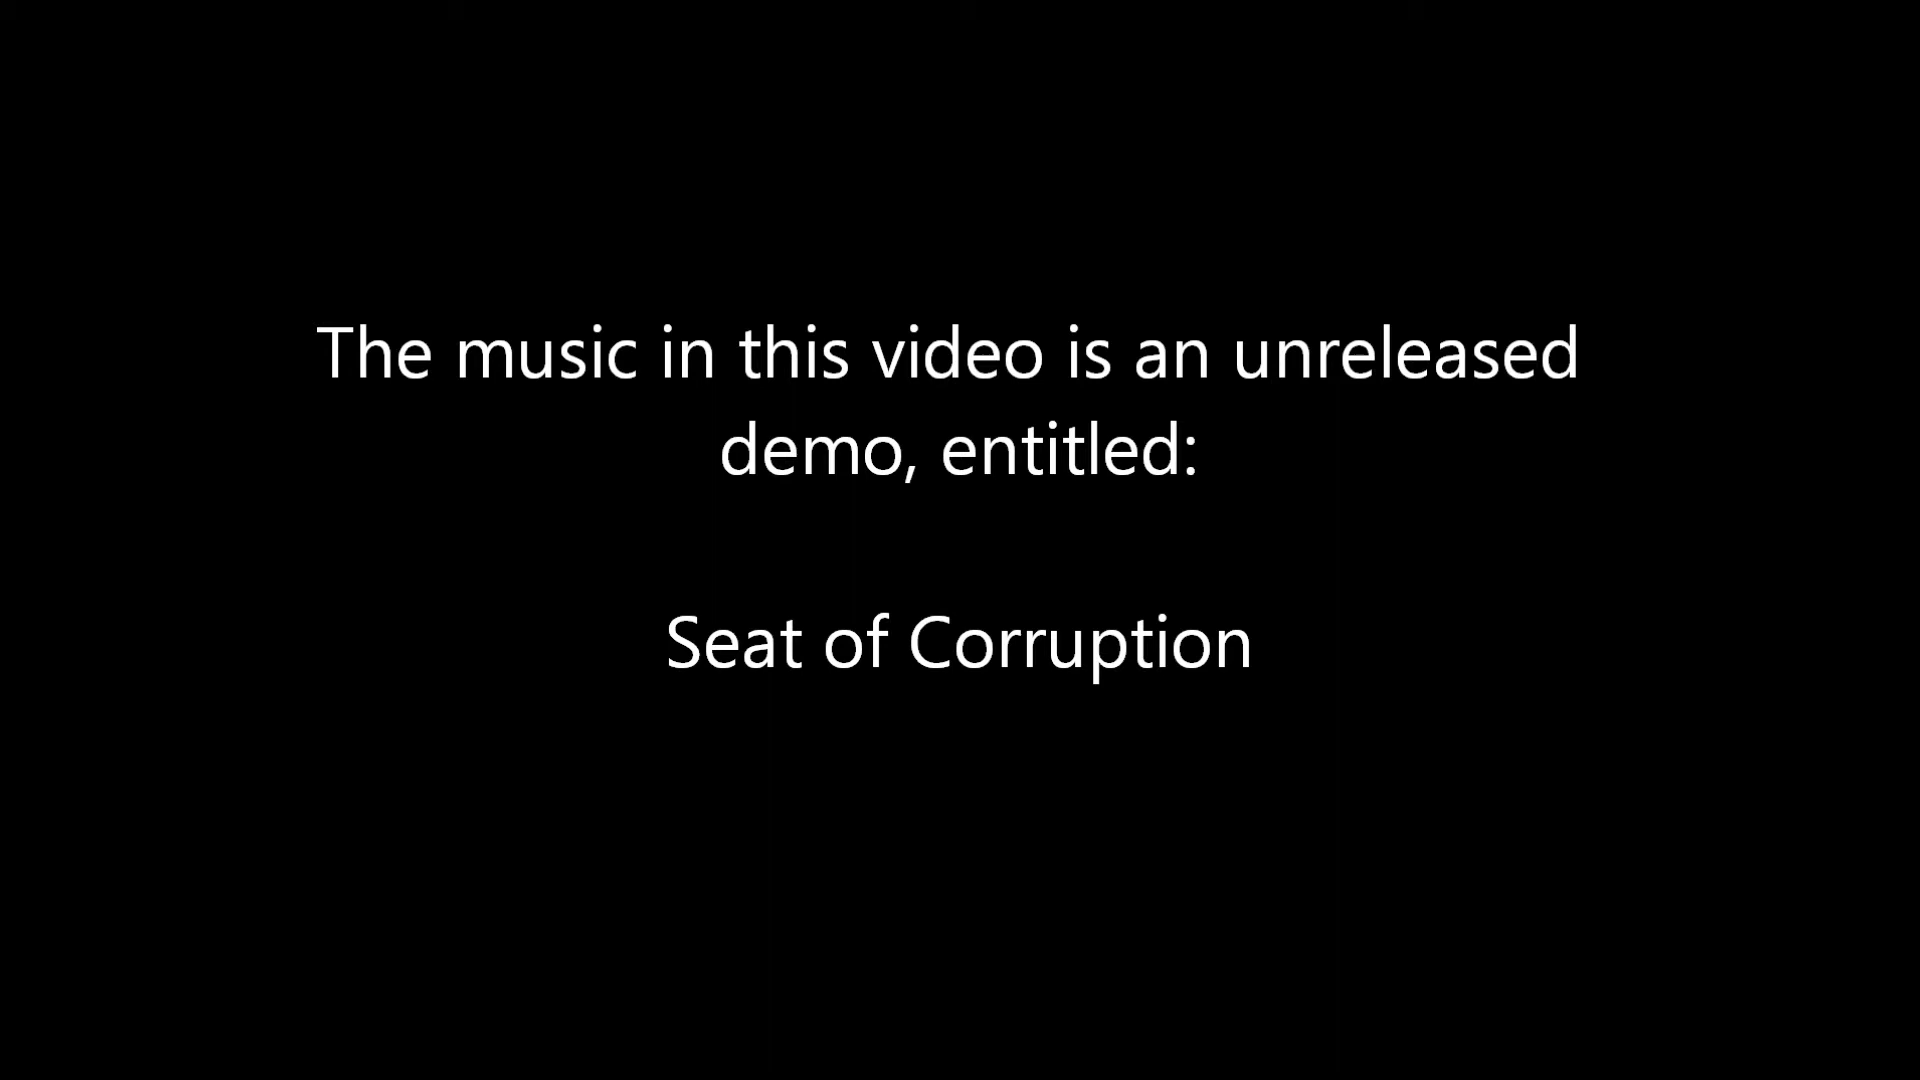 The music in this video is an unreleased
demo, entitled:
Seat of Corruption